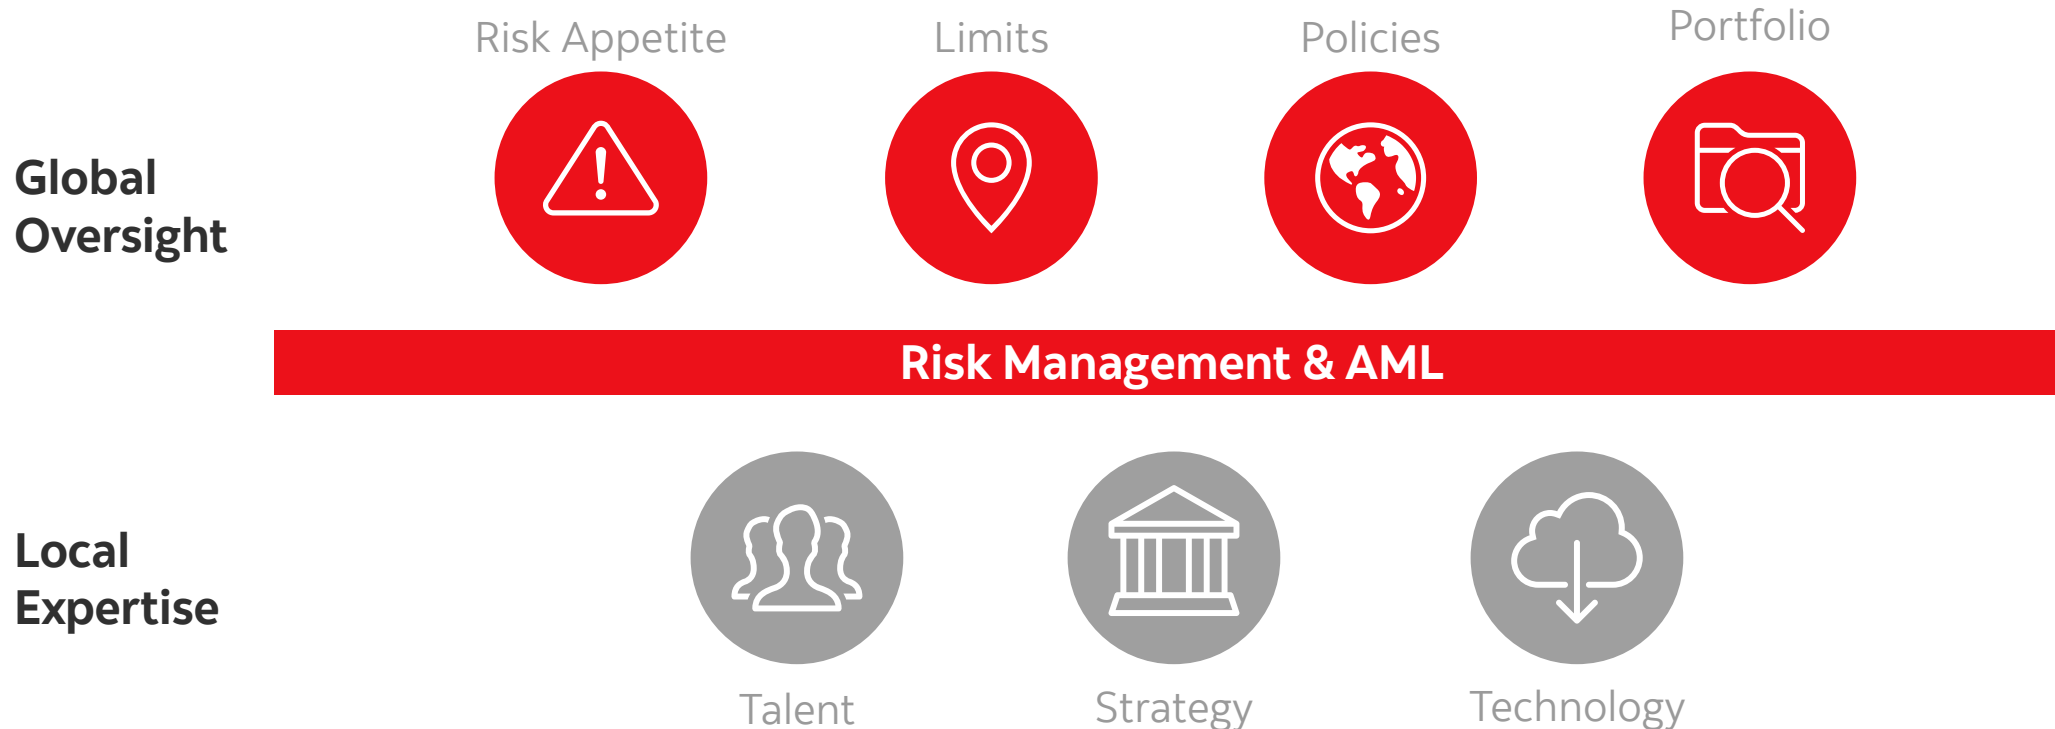 Risk Appetite
Limits
Policies
Portfolio
Global
Oversight
Risk Management & AML
Local
Expertise
Talent
Strategy
Technology